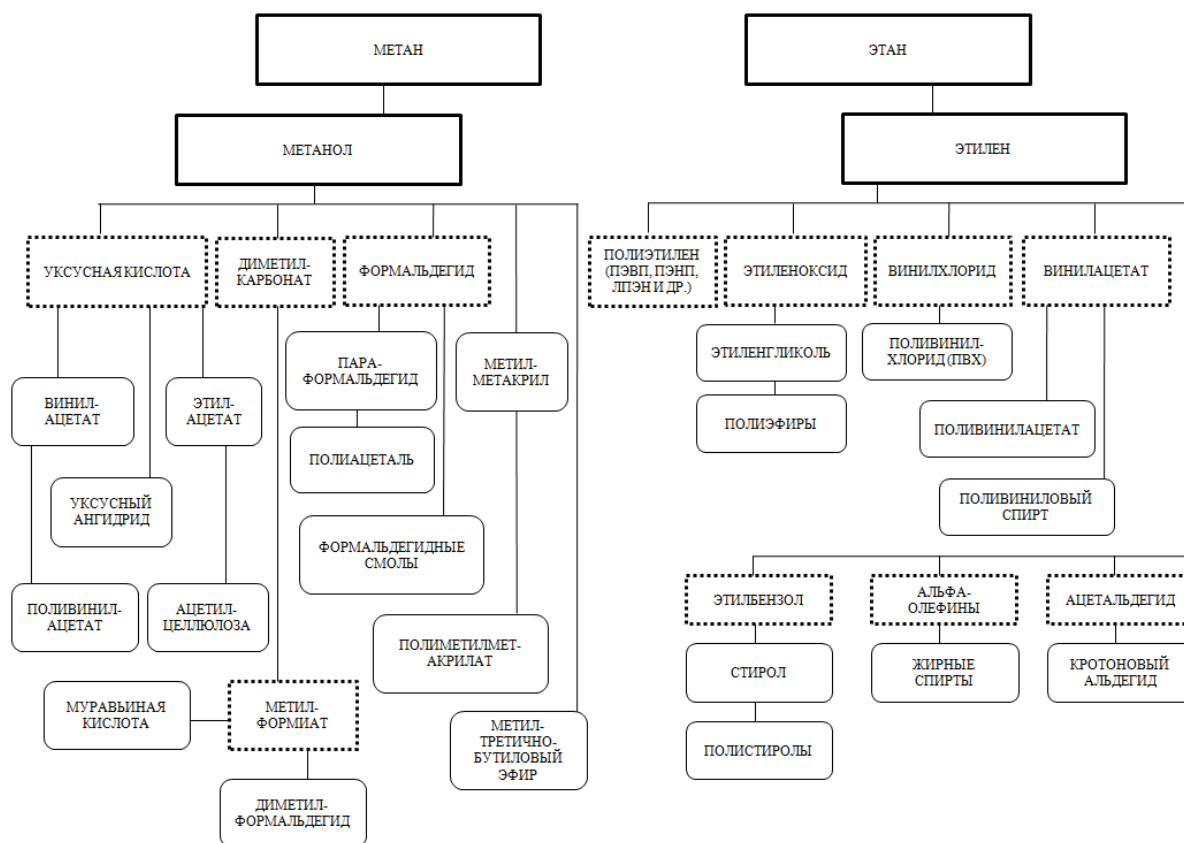 МЕТАН
ЭТАН
МЕТАНОЛ
ЭТИЛЕН
УКСУСНАЯ КИСЛОТА
ДИМЕТИЛ-
КАРБОНАТ
ФОРМАЛЬДЕГИД
ПОЛИЭТИЛЕН
(ПЭВП, ПЭНП,
ЛПЭН И ДР.)
ЭТИЛЕНОКСИД
ВИНИЛХЛОРИД
ВИНИЛАЦЕТАТ
ПАРА-
ФОРМАЛЬДЕГИД
МЕТИЛ-
МЕТАКРИЛ
ЭТИЛЕНГЛИКОЛЬ
ПОЛИВИНИЛ-
ХЛОРИД (ПВХ)
ВИНИЛ-
АЦЕТАТ
ЭТИЛ-
АЦЕТАТ
ПОЛИЭФИРЫ
ПОЛИВИНИЛАЦЕТАТ
ПОЛИАЦЕТАЛЬ
УКСУСНЫЙ
АНГИДРИД
ПОЛИВИНИЛОВЫЙ
СПИРТ
ФОРМАЛЬДЕГИДНЫЕ
СМОЛЫ
ПОЛИВИНИЛ-
АЦЕТАТ
АЦЕТИЛ-
ЦЕЛЛЮЛОЗА
ЭТИЛБЕНЗОЛ
АЛЬФА-
ОЛЕФИНЫ
АЦЕТАЛЬДЕГИД
ПОЛИМЕТИЛМЕТ-
АКРИЛАТ
СТИРОЛ
ЖИРНЫЕ
СПИРТЫ
КРОТОНОВЫЙ
АЛЬДЕГИД
МУРАВЬИНАЯ
КИСЛОТА
МЕТИЛ-
ФОРМИАТ
МЕТИЛ-
ТРЕТИЧНО-
БУТИЛОВЫЙ
ЭФИР
ПОЛИСТИРОЛЫ
ДИМЕТИЛ-
ФОРМАЛЬДЕГИД